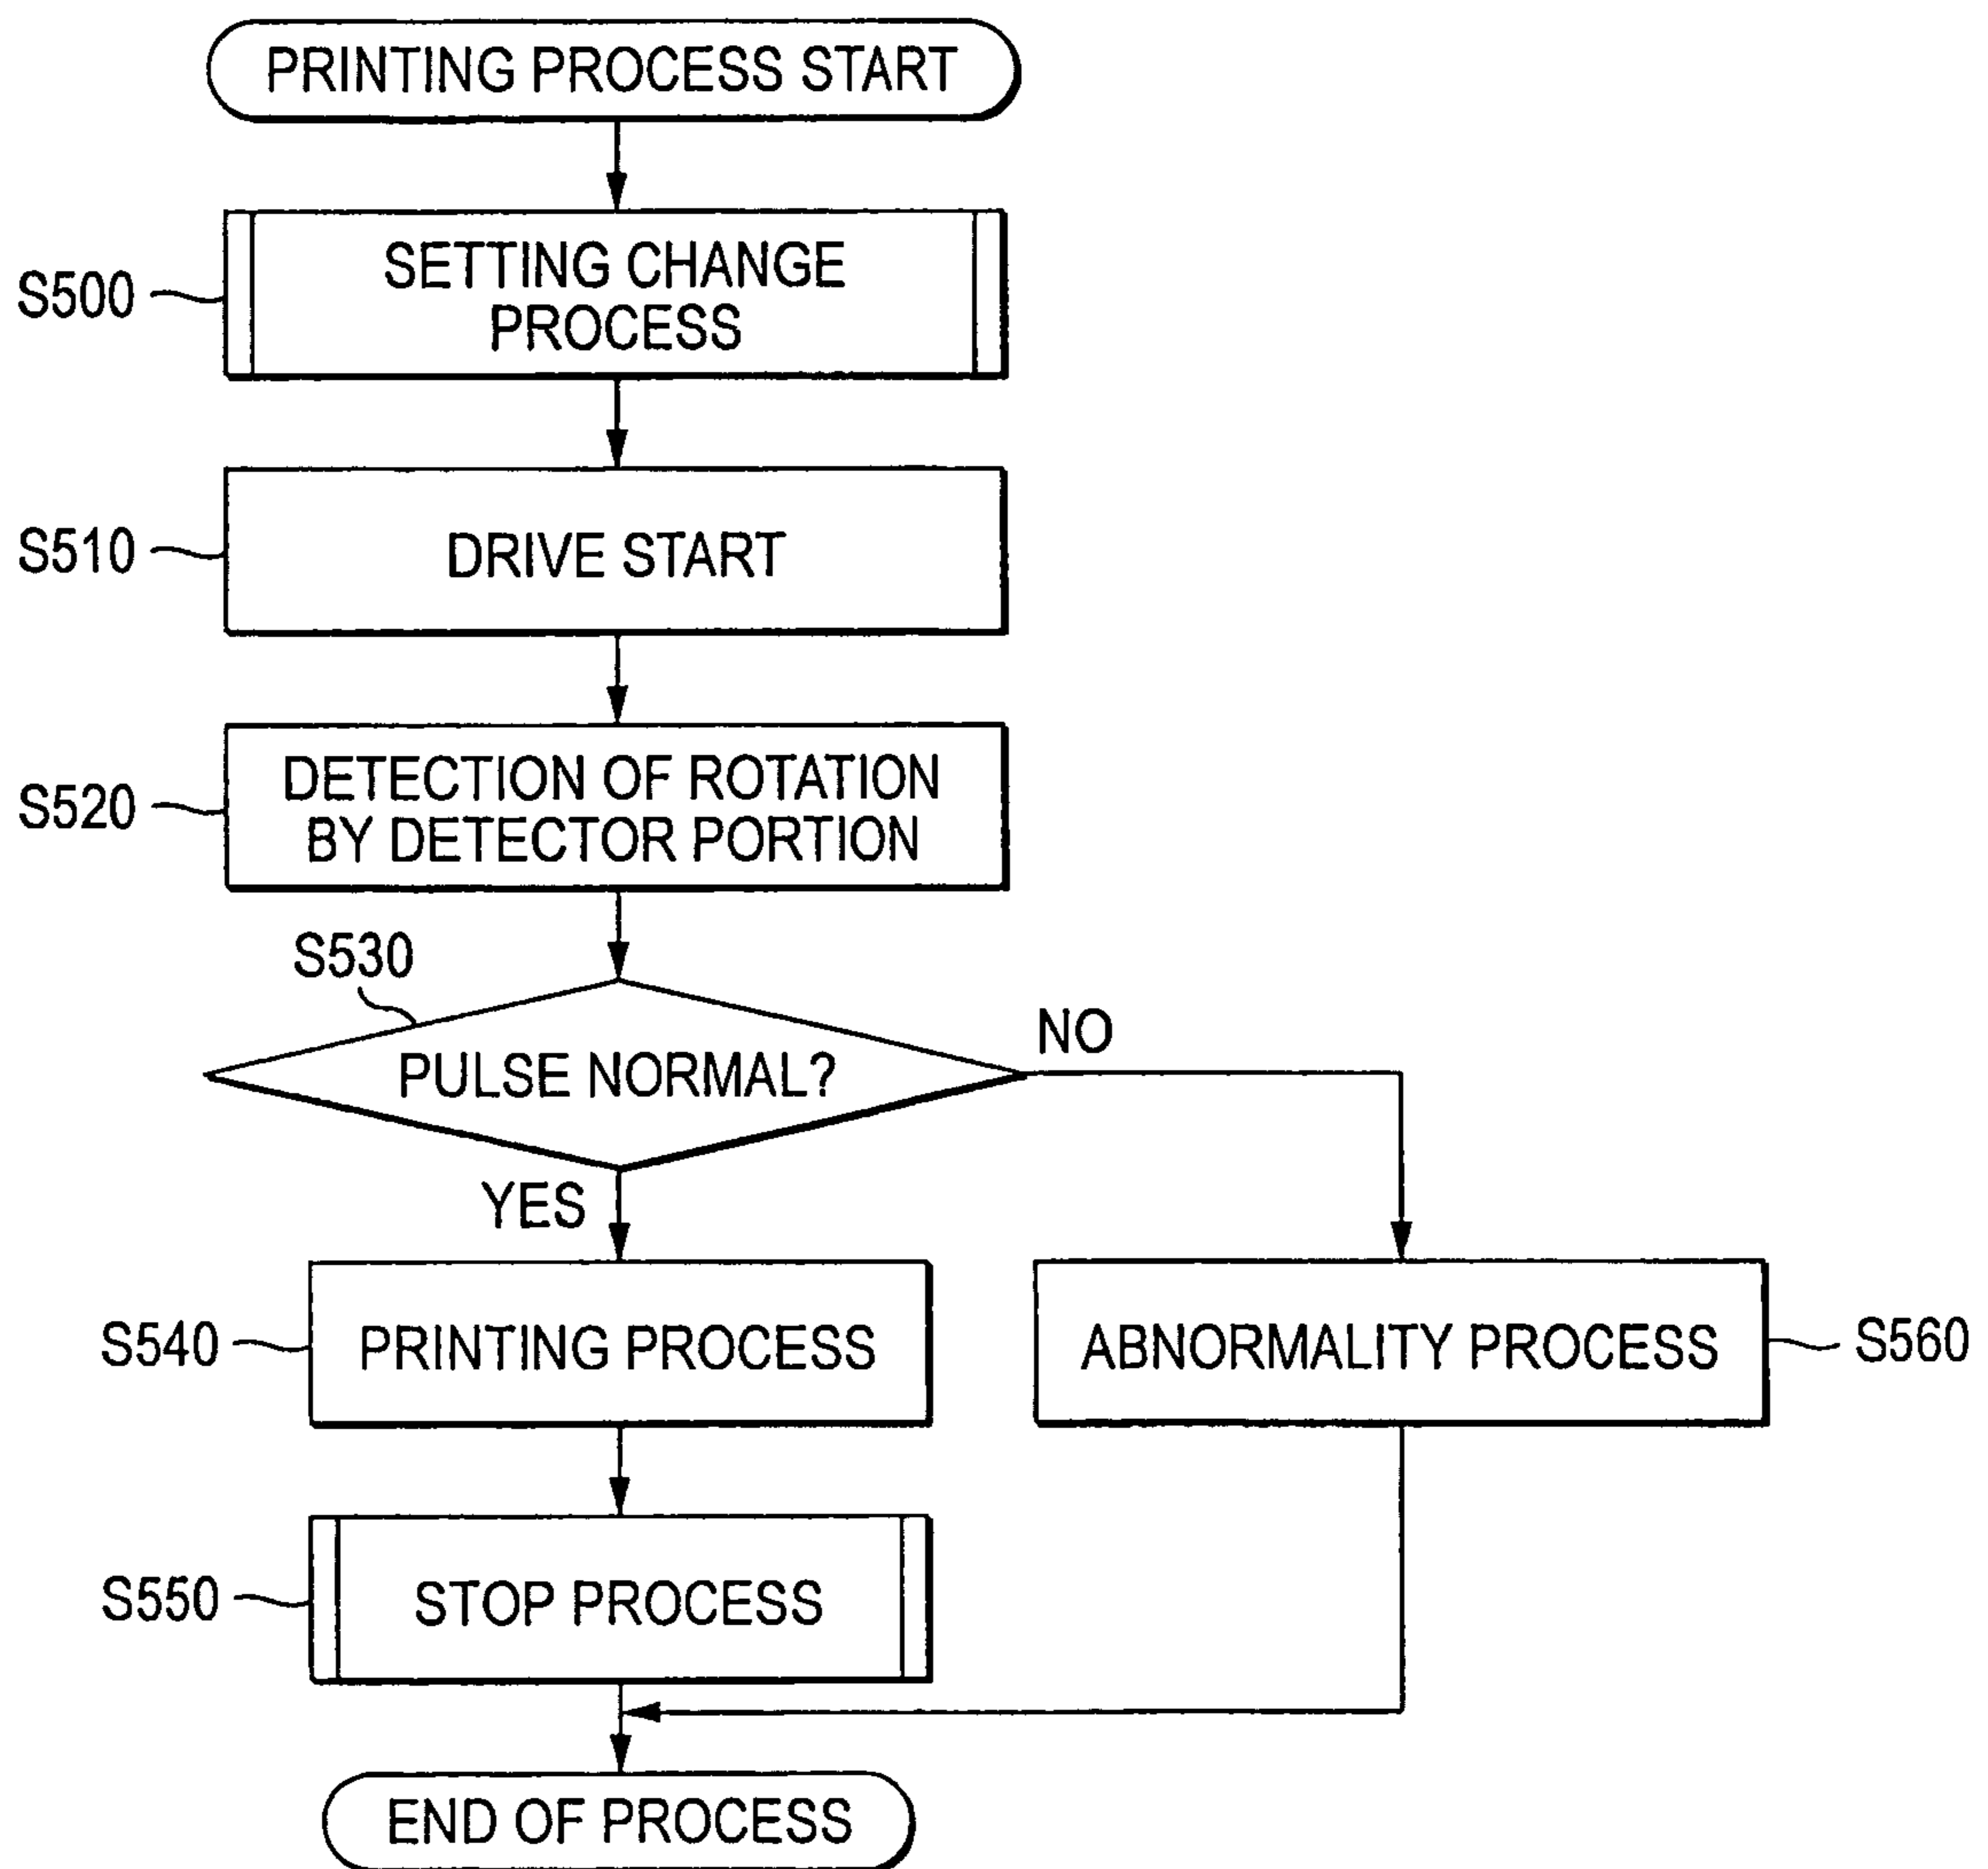 PRINTING PROCESS START
S500
SETTING CHANGE
PROCESS
S510
DRIVE START
S520
DETECTION OF ROTATION
BY DETECTOR PORTION
S530
PULSE NORMAL?
NO
YES
S540
PRINTING PROCESS
ABNORMALITY PROCESS
S560
S550
STOP PROCESS
END OF PROCESS